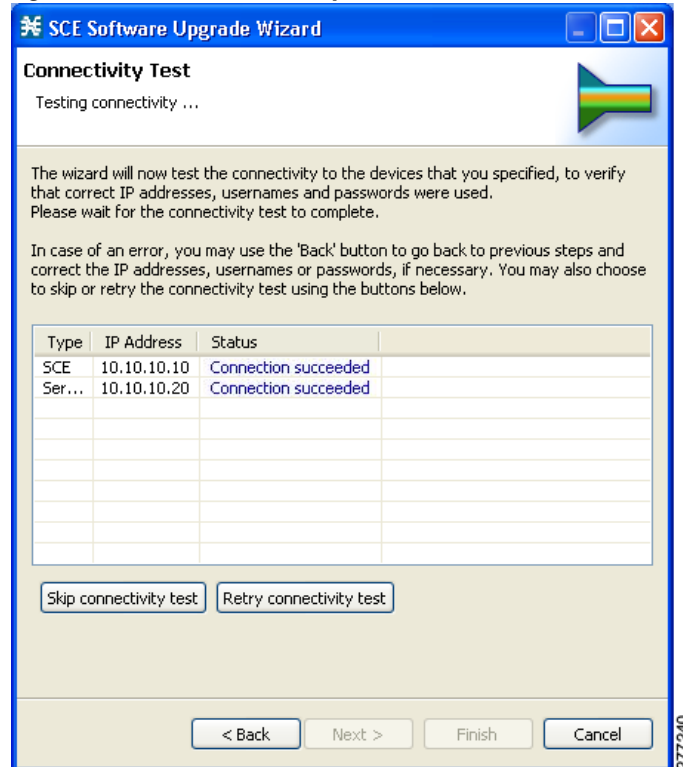 SCE Software Upgrade Wizard
Connectivity Test
Testing connectivity ...
The wizard will now test the connectivity to the devices that you specified, to verify
that correct IP addresses, usernames and passwords were used.
Please wait for the connectivity test to complete.
In case of an error, you may use the 'Back' button to go back to previous steps and
correct the IP addresses, usernames or passwords, if necessary. You may also choose
to skip or retry the connectivity test using the buttons below.
Type IP Address Status
SCE 10.10.10.10 Connection succeeded
Ser... 10.10.10.20 Connection succeeded
Skip connectivity test Retry connectivity test
< Back Next > Finish Cancel
277240